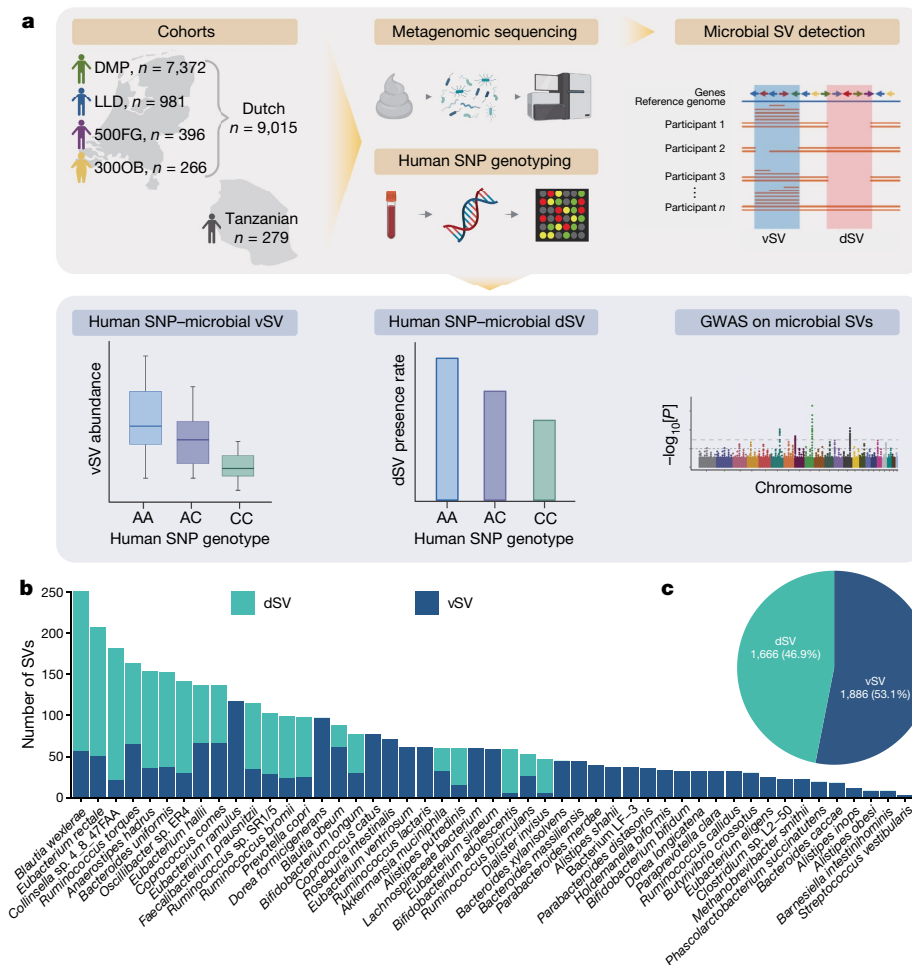 a
Cohorts
DMP, n = 7,372
LLD, n = 981
500FG, n = 396
300OB, n = 266
Dutch
n = 9,015
Tanzanian
n = 279
Metagenomic sequencing
Human SNP genotyping
Microbial SV detection
Genes
Reference genome
Participant 1
Participant 2
Participant 3
Participant n
vSV
dSV
Human SNP–microbial vSV
vSV abundance
AA
AC
CC
Human SNP genotype
Human SNP–microbial dSV
dSV presence rate
AA
AC
CC
Human SNP genotype
GWAS on microbial SVs
−log10[P]
Chromosome
b
dSV
vSV
Number of SVs
250
200
150
100
50
0
Blautia wexlerae
Eubacterium rectale
Collinsella sp. 4_8_47FAA
Ruminococcus torques
Anaerostipes hadrus
Bacteroides uniformis
Oscillibacter sp. ER4
Eubacterium hallii
Coprococcus comes
Eubacterium ramulus
Faecalibacterium prausnitzii
Ruminococcus sp. SR1/5
Ruminococcus bromii
Prevotella copri
Dorea formicigenerans
Blautia obeum
Bifidobacterium longum
Coprococcus catus
Roseburia intestinalis
Eubacterium ventriosum
Ruminococcus lactaris
Akkermansia muciniphila
Alistipes putredinis
Lachnospiraceae bacterium
Eubacterium siraeum
Bifidobacterium adolescentis
Ruminococcus bicirculans
Dialister invisus
Bacteroides xylanisolvens
Bacteroides massiliensis
Parabacteroides merdae
Alistipes shahii
Bacterium LF–3
Parabacteroides distasonis
Holdemanella biformis
Bifidobacterium bifidum
Dorea longicatena
Paraprevotella clara
Ruminococcus callidus
Butyrivibrio crossotus
Eubacterium eligens
Clostridium sp. L2–50
Methanobrevibacter smithii
Phascolarctobacterium succinatutens
Bacteroides caccae
Alistipes inops
Alistipes obesi
Barnesiella intestinihominis
Streptococcus vestibularis
c
dSV
1,666 (46.9%)
vSV
1,886 (53.1%)